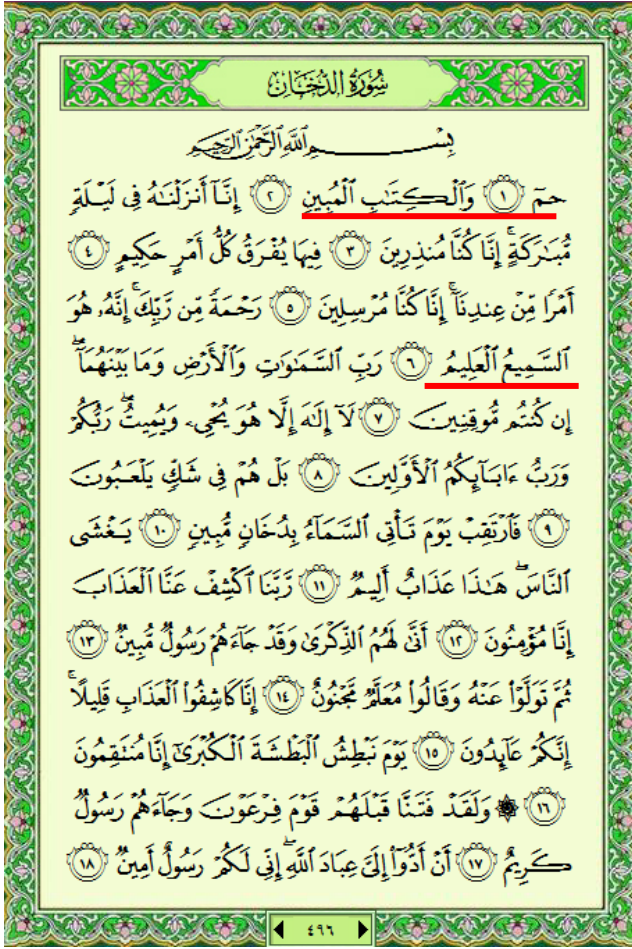 سُورَةُ الدُّخَانِ
بِسْمِ ٱللَّهِ ٱلرَّحْمَٰنِ ٱلرَّحِيمِ
حمٓ ١ وَٱلْكِتَٰبِ ٱلْمُبِينِ ٢ إِنَّآ أَنزَلْنَٰهُ فِى لَيْلَةٍ
مُّبَٰرَكَةٍ ۚ إِنَّا كُنَّا مُنذِرِينَ ٣ فِيهَا يُفْرَقُ كُلُّ أَمْرٍ حَكِيمٍ ٤
أَمْرًا مِّنْ عِندِنَآ ۚ إِنَّا كُنَّا مُرْسِلِينَ ٥ رَحْمَةً مِّن رَّبِّكَ ۚ إِنَّهُۥ هُوَ
ٱلسَّمِيعُ ٱلْعَلِيمُ ٦ رَبِّ ٱلسَّمَٰوَٰتِ وَٱلْأَرْضِ وَمَا بَيْنَهُمَآ ۖ
إِن كُنتُم مُّوقِنِينَ ٧ لَآ إِلَٰهَ إِلَّا هُوَ يُحْىِۦ وَيُمِيتُ ۖ رَبُّكُمْ
وَرَبُّ ءَابَآئِكُمُ ٱلْأَوَّلِينَ ٨ بَلْ هُمْ فِى شَكٍّ يَلْعَبُونَ
٩ فَٱرْتَقِبْ يَوْمَ تَأْتِى ٱلسَّمَآءُ بِدُخَانٍ مُّبِينٍ ١٠ يَغْشَى
ٱلنَّاسَ ۖ هَٰذَا عَذَابٌ أَلِيمٌ ١١ رَّبَّنَا ٱكْشِفْ عَنَّا ٱلْعَذَابَ
إِنَّا مُؤْمِنُونَ ١٢ أَنَّىٰ لَهُمُ ٱلذِّكْرَىٰ وَقَدْ جَآءَهُمْ رَسُولٌ مُّبِينٌ ١٣
ثُمَّ تَوَلَّوْا۟ عَنْهُ وَقَالُوا۟ مُعَلَّمٌ مَّجْنُونٌ ١٤ إِنَّا كَاشِفُوا۟ ٱلْعَذَابِ قَلِيلًا ۚ
إِنَّكُمْ عَآئِدُونَ ١٥ يَوْمَ نَبْطِشُ ٱلْبَطْشَةَ ٱلْكُبْرَىٰٓ إِنَّا مُنتَقِمُونَ
١٦ ۞ وَلَقَدْ فَتَنَّا قَبْلَهُمْ قَوْمَ فِرْعَوْنَ وَجَآءَهُمْ رَسُولٌ
كَرِيمٌ ١٧ أَنْ أَدُّوٓا۟ إِلَىَّ عِبَادَ ٱللَّهِ ۖ إِنِّى لَكُمْ رَسُولٌ أَمِينٌ ١٨
٤٩٦